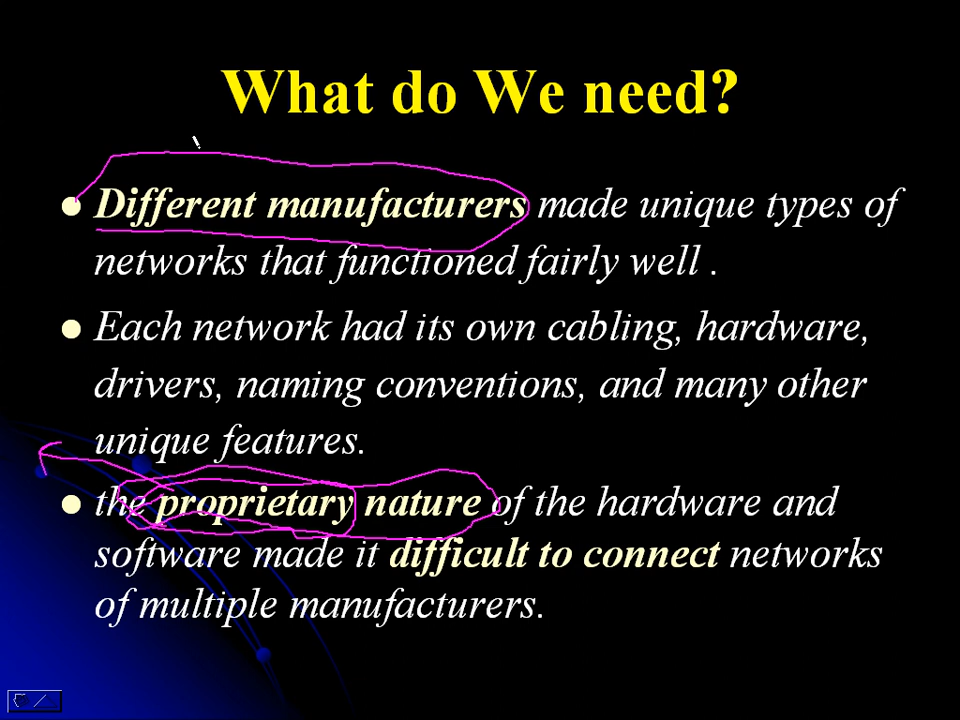 What do We need?
Different manufacturers made unique types of
networks that functioned fairly well .
Each network had its own cabling, hardware,
drivers, naming conventions, and many other
unique features.
the proprietary nature of the hardware and
software made it difficult to connect networks
of multiple manufacturers.